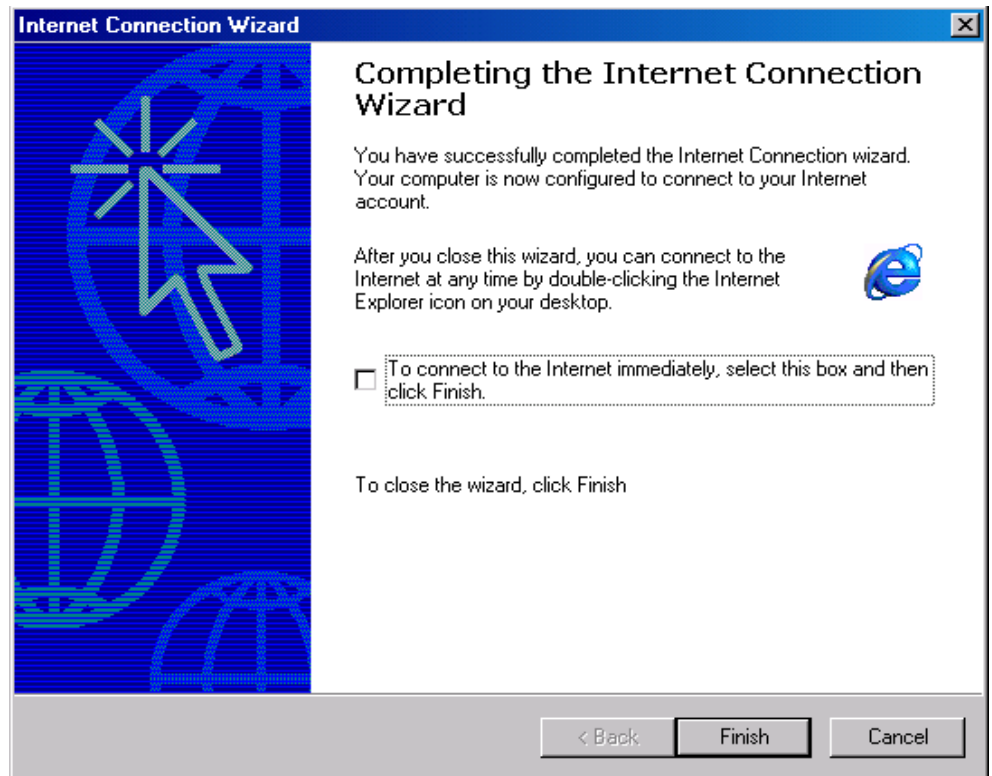 Internet Connection Wizard
Completing the Internet Connection
Wizard
You have successfully completed the Internet Connection wizard.
Your computer is now configured to connect to your Internet
account.
After you close this wizard, you can connect to the
Internet at any time by double-clicking the Internet
Explorer icon on your desktop.
To connect to the Internet immediately, select this box and then
click Finish.
To close the wizard, click Finish
< Back
Finish
Cancel